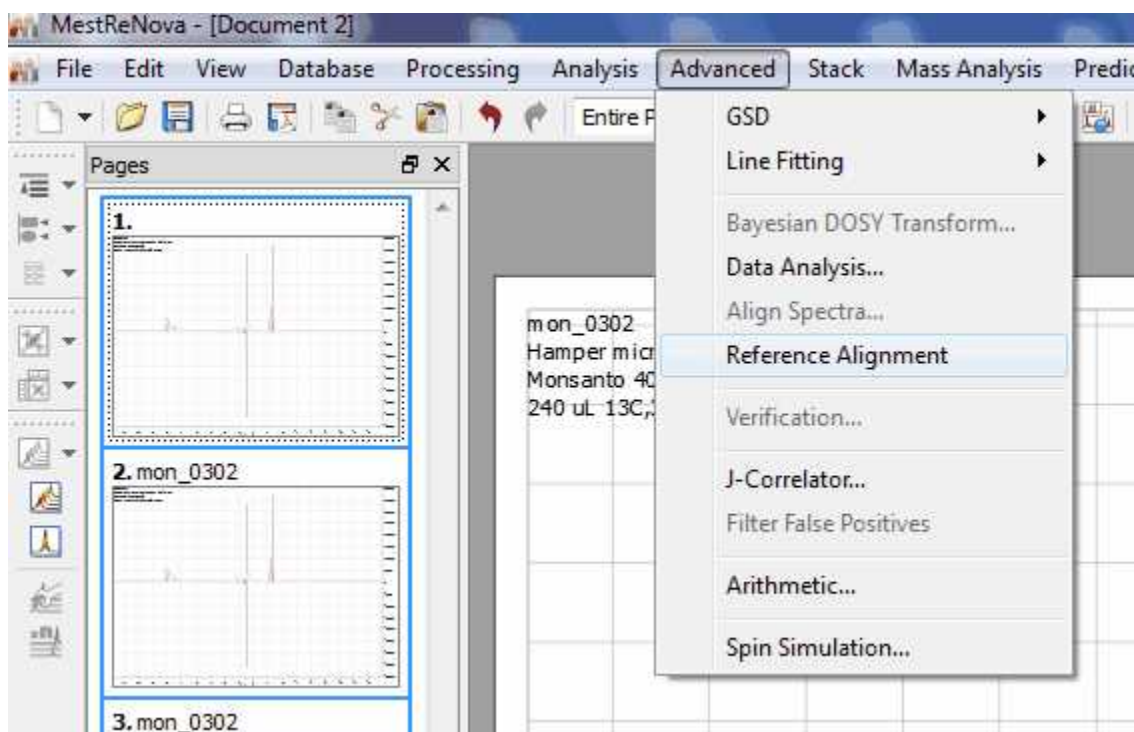 MestReNova - [Document 2]
File Edit View Database Processing Analysis Advanced Stack Mass Analysis Predic
Entire P
Pages
1.
2. mon_0302
3. mon_0302
GSD
Line Fitting
Bayesian DOSY Transform...
Data Analysis...
Align Spectra...
Reference Alignment
Verification...
J-Correlator...
Filter False Positives
Arithmetic...
Spin Simulation...
mon_0302
Hamper micr
Monsanto 40
240 uL 13C,